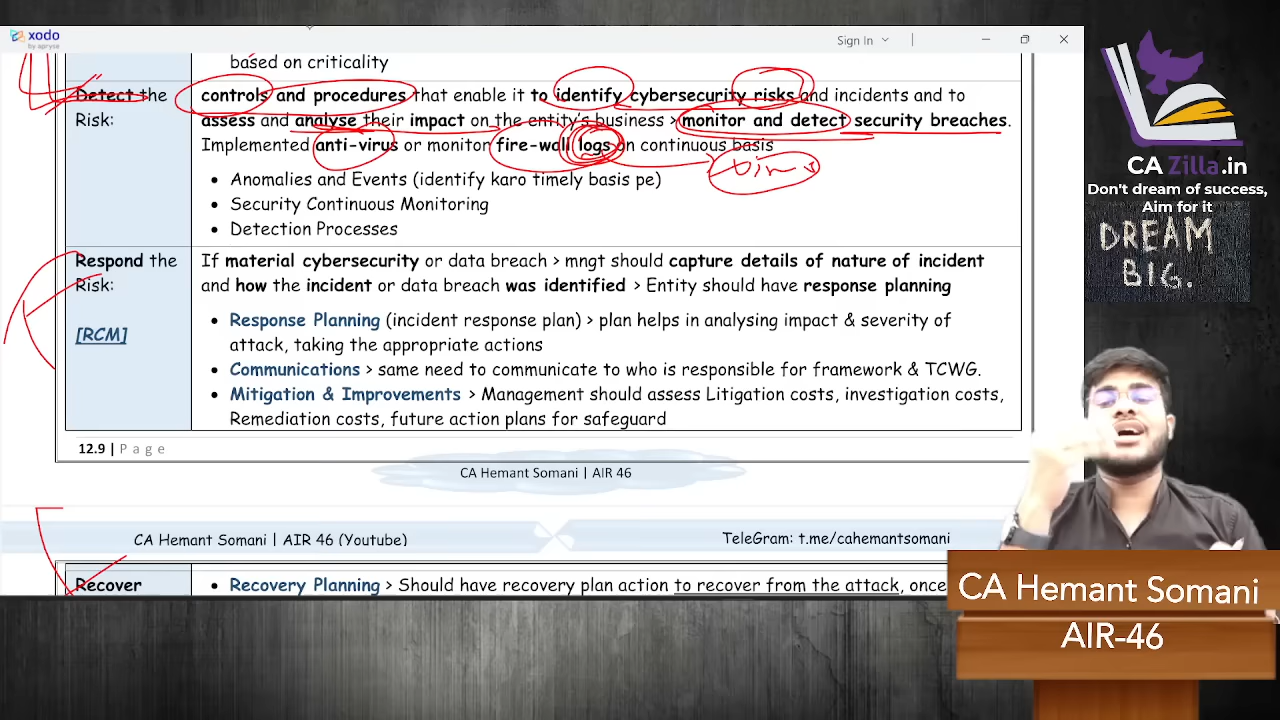 xodo
by apryse
Sign In
based on criticality
Detect the Risk:
controls and procedures that enable it to identify cybersecurity risks and incidents and to
assess and analyse their impact on the entity's business > monitor and detect security breaches.
Implemented anti-virus or monitor fire-wall logs on continuous basis
• Anomalies and Events (identify karo timely basis pe)
• Security Continuous Monitoring
• Detection Processes
Respond the Risk:
[RCM]
If material cybersecurity or data breach > mngt should capture details of nature of incident
and how the incident or data breach was identified > Entity should have response planning
• Response Planning (incident response plan) > plan helps in analysing impact & severity of
attack, taking the appropriate actions
• Communications > same need to communicate to who is responsible for framework & TCWG.
• Mitigation & Improvements > Management should assess Litigation costs, investigation costs,
Remediation costs, future action plans for safeguard
12.9 | Page
CA Hemant Somani | AIR 46
CA Hemant Somani | AIR 46 (Youtube)
TeleGram: t.me/cahemantsomani
Recover
• Recovery Planning > Should have recovery plan action to recover from the attack, once
CA Zilla.in
Don't dream of success,
Aim for it
DREAM
BIG.
CA Hemant Somani
AIR-46